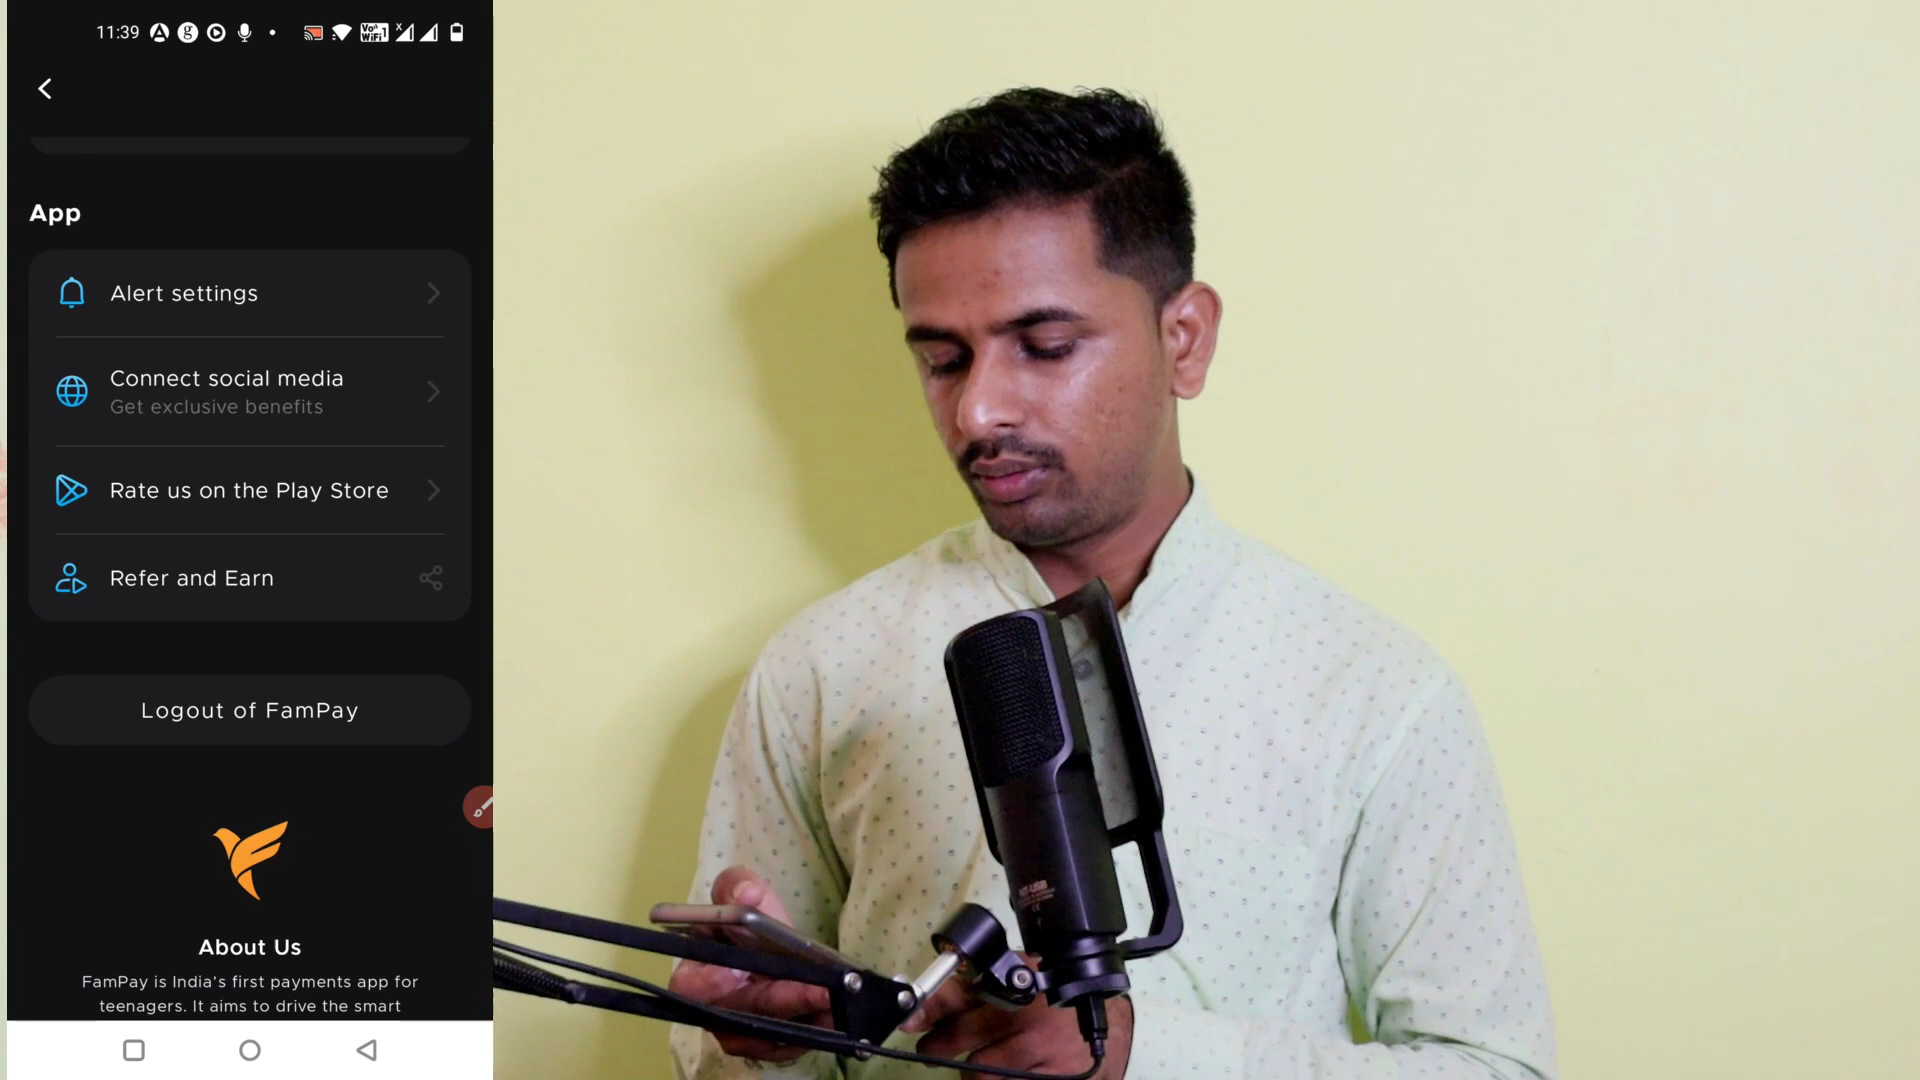 11:39
App
Alert settings
Connect social media
Get exclusive benefits
Rate us on the Play Store
Refer and Earn
Logout of FamPay
About Us
FamPay is India's first payments app for
teenagers. It aims to drive the smart